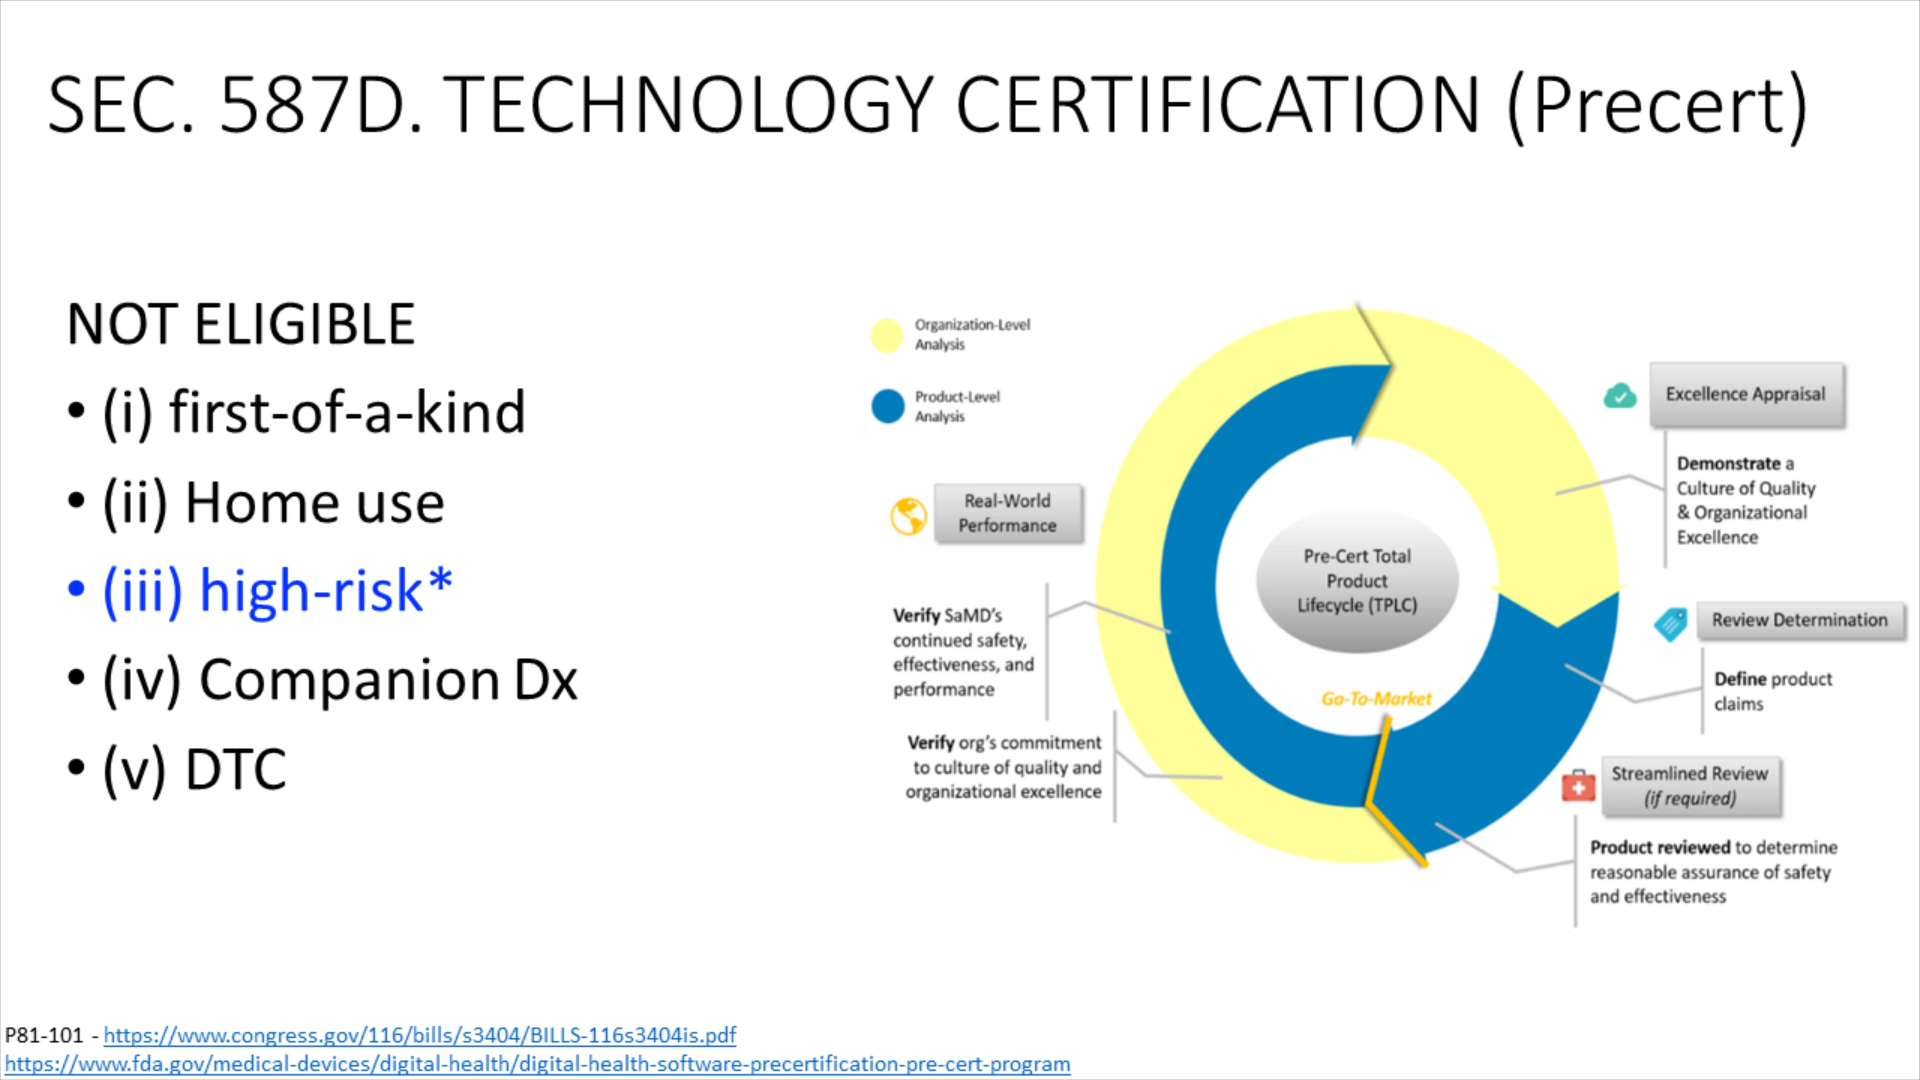 SEC. 587D. TECHNOLOGY CERTIFICATION (Precert)
NOT ELIGIBLE
• (i) first-of-a-kind
• (ii) Home use
• (iii) high-risk*
• (iv) Companion Dx
• (v) DTC
Organization-Level
Analysis
Product-Level
Analysis
Real-World
Performance
Verify SaMD's
continued safety,
effectiveness, and
performance
Verify org's commitment
to culture of quality and
organizational excellence
Pre-Cert Total
Product
Lifecycle (TPLC)
Go-To-Market
Excellence Appraisal
Demonstrate a
Culture of Quality
& Organizational
Excellence
Review Determination
Define product
claims
Streamlined Review
(if required)
Product reviewed to determine
reasonable assurance of safety
and effectiveness
P81-101 - https://www.congress.gov/116/bills/s3404/BILLS-116s3404is.pdf
https://www.fda.gov/medical-devices/digital-health/digital-health-software-precertification-pre-cert-program